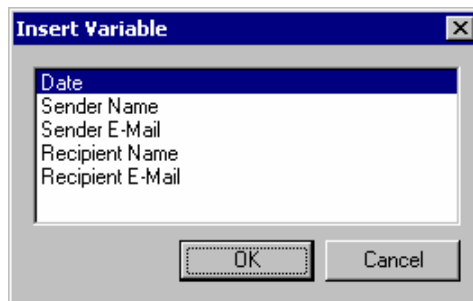 Insert Variable
Date
Sender Name
Sender E-Mail
Recipient Name
Recipient E-Mail
OK
Cancel